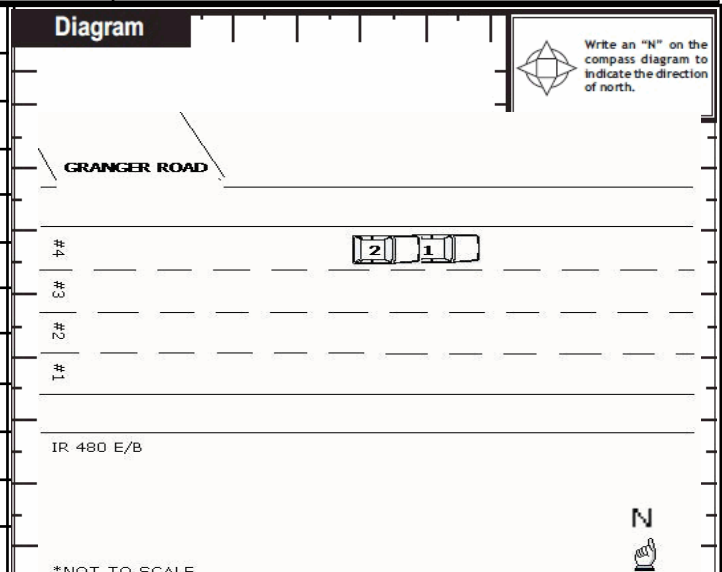 Diagram
Write an “N” on the
compass diagram to
indicate the direction
of north.
GRANGER ROAD
#4
2
1
#3
#2
#1
IR 480 E/B
N
*NOT TO SCALE